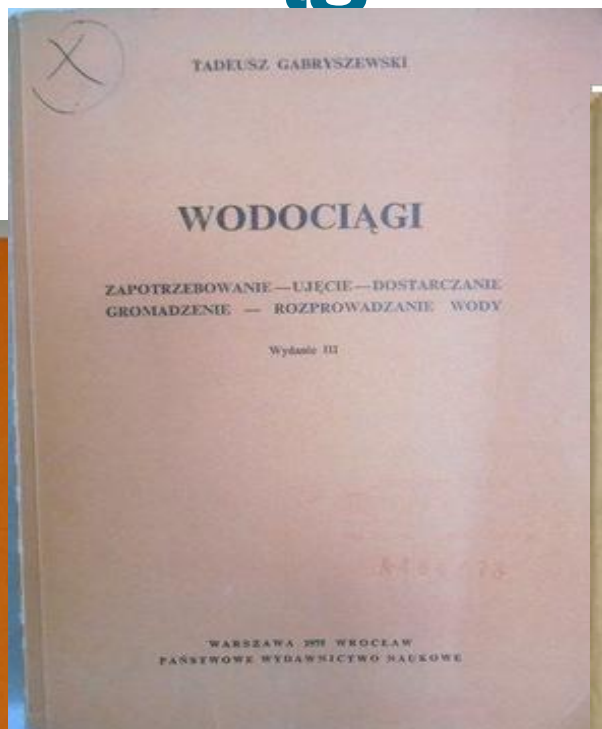 X
TADEUSZ GABRYSZEWSKI
WODOCIĄGI
ZAPOTRZEBOWANIE — UJĘCIE — DOSTARCZANIE
GROMADZENIE — ROZPROWADZANIE WODY
Wydanie III
WARSZAWA WROCŁAW
PAŃSTWOWE WYDAWNICTWO NAUKOWE